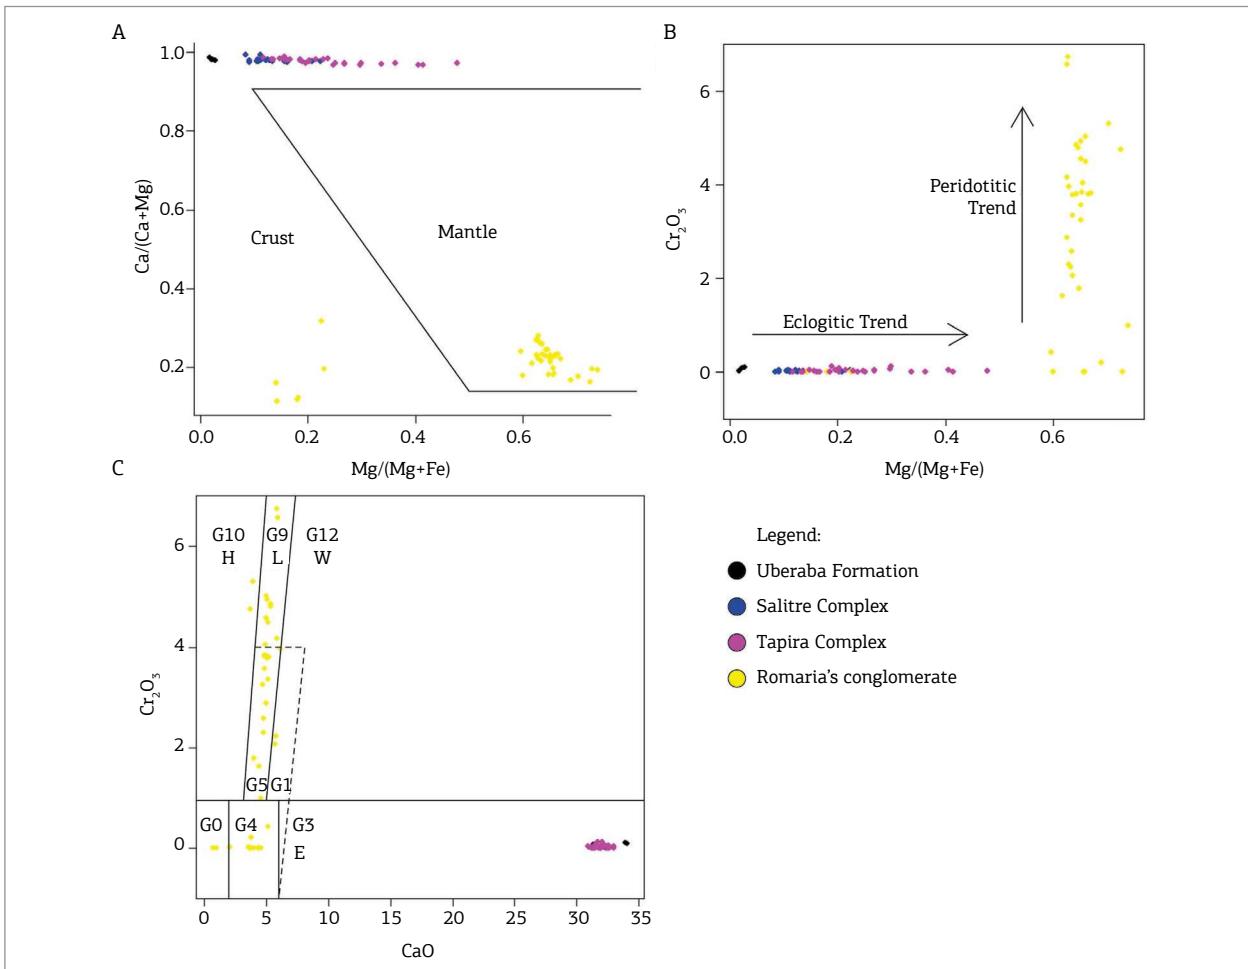 A
1.0
0.8
0.6
0.4
0.2
Ca/(Ca+Mg)
Crust
Mantle
0.0
0.2
0.4
0.6
Mg/(Mg+Fe)
B
6
4
2
0
Cr₂O₃
Peridotitic
Trend
Eclogitic Trend
0.0
0.2
0.4
0.6
Mg/(Mg+Fe)
C
6
4
2
0
Cr₂O₃
G10
H
G9
L
G12
W
G5
G1
G0
G4
G3
E
0
5
10
15
20
25
30
35
CaO
Legend:
Uberaba Formation
Salitre Complex
Tapira Complex
Romaria's conglomerate